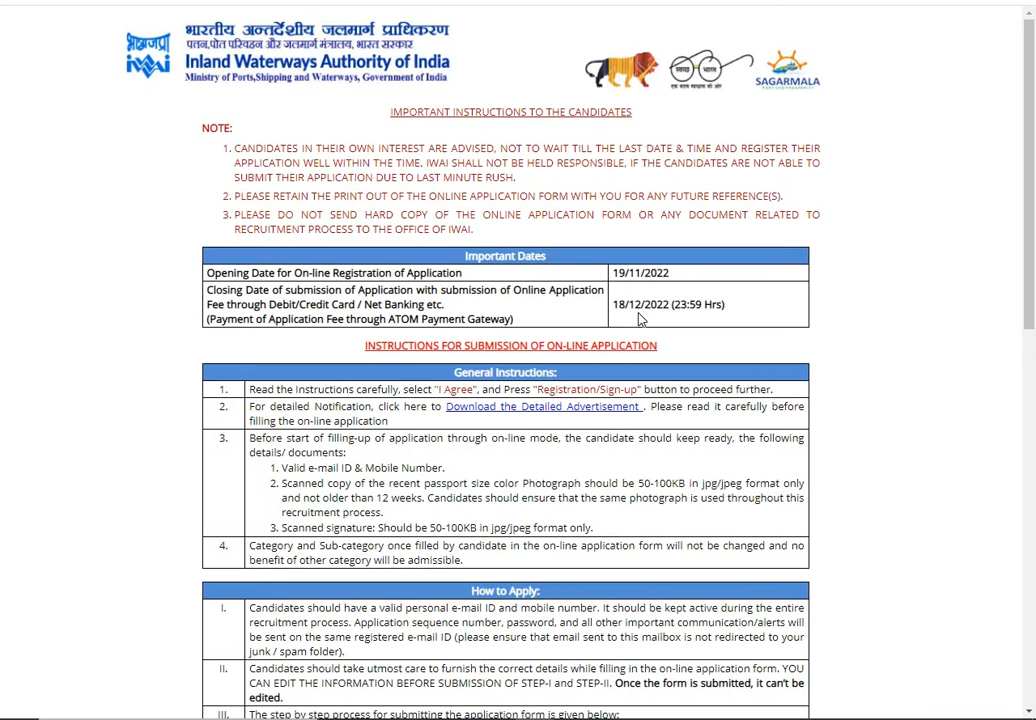 भारतीय अन्तर्देशीय जलमार्ग प्राधिकरण
पत्तन,पोत परिवहन और जलमार्ग मंत्रालय, भारत सरकार
Inland Waterways Authority of India
Ministry of Ports,Shipping and Waterways, Government of India
भाअजप्रा
iwai
स्वच्छ भारत
एक कदम स्वच्छता की ओर
SAGARMALA
IMPORTANT INSTRUCTIONS TO THE CANDIDATES
NOTE:
1. CANDIDATES IN THEIR OWN INTEREST ARE ADVISED, NOT TO WAIT TILL THE LAST DATE & TIME AND REGISTER THEIR
APPLICATION WELL WITHIN THE TIME. IWAI SHALL NOT BE HELD RESPONSIBLE, IF THE CANDIDATES ARE NOT ABLE TO
SUBMIT THEIR APPLICATION DUE TO LAST MINUTE RUSH.
2. PLEASE RETAIN THE PRINT OUT OF THE ONLINE APPLICATION FORM WITH YOU FOR ANY FUTURE REFERENCE(S).
3. PLEASE DO NOT SEND HARD COPY OF THE ONLINE APPLICATION FORM OR ANY DOCUMENT RELATED TO
RECRUITMENT PROCESS TO THE OFFICE OF IWAI.
Important Dates
Opening Date for On-line Registration of Application 19/11/2022
Closing Date of submission of Application with submission of Online Application
Fee through Debit/Credit Card / Net Banking etc. 18/12/2022 (23:59 Hrs)
(Payment of Application Fee through ATOM Payment Gateway)
INSTRUCTIONS FOR SUBMISSION OF ON-LINE APPLICATION
General Instructions:
1. Read the Instructions carefully, select "I Agree", and Press "Registration/Sign-up" button to proceed further.
2. For detailed Notification, click here to Download the Detailed Advertisement . Please read it carefully before
filling the on-line application
3. Before start of filling-up of application through on-line mode, the candidate should keep ready, the following
details/ documents:
1. Valid e-mail ID & Mobile Number.
2. Scanned copy of the recent passport size color Photograph should be 50-100KB in jpg/jpeg format only
and not older than 12 weeks. Candidates should ensure that the same photograph is used throughout this
recruitment process.
3. Scanned signature: Should be 50-100KB in jpg/jpeg format only.
4. Category and Sub-category once filled by candidate in the on-line application form will not be changed and no
benefit of other category will be admissible.
How to Apply:
I. Candidates should have a valid personal e-mail ID and mobile number. It should be kept active during the entire
recruitment process. Application sequence number, password, and all other important communication/alerts will
be sent on the same registered e-mail ID (please ensure that email sent to this mailbox is not redirected to your
junk / spam folder).
II. Candidates should take utmost care to furnish the correct details while filling in the on-line application form. YOU
CAN EDIT THE INFORMATION BEFORE SUBMISSION OF STEP-I and STEP-II. Once the form is submitted, it can't be
edited.
III. The step by step process for submitting the application form is given below: